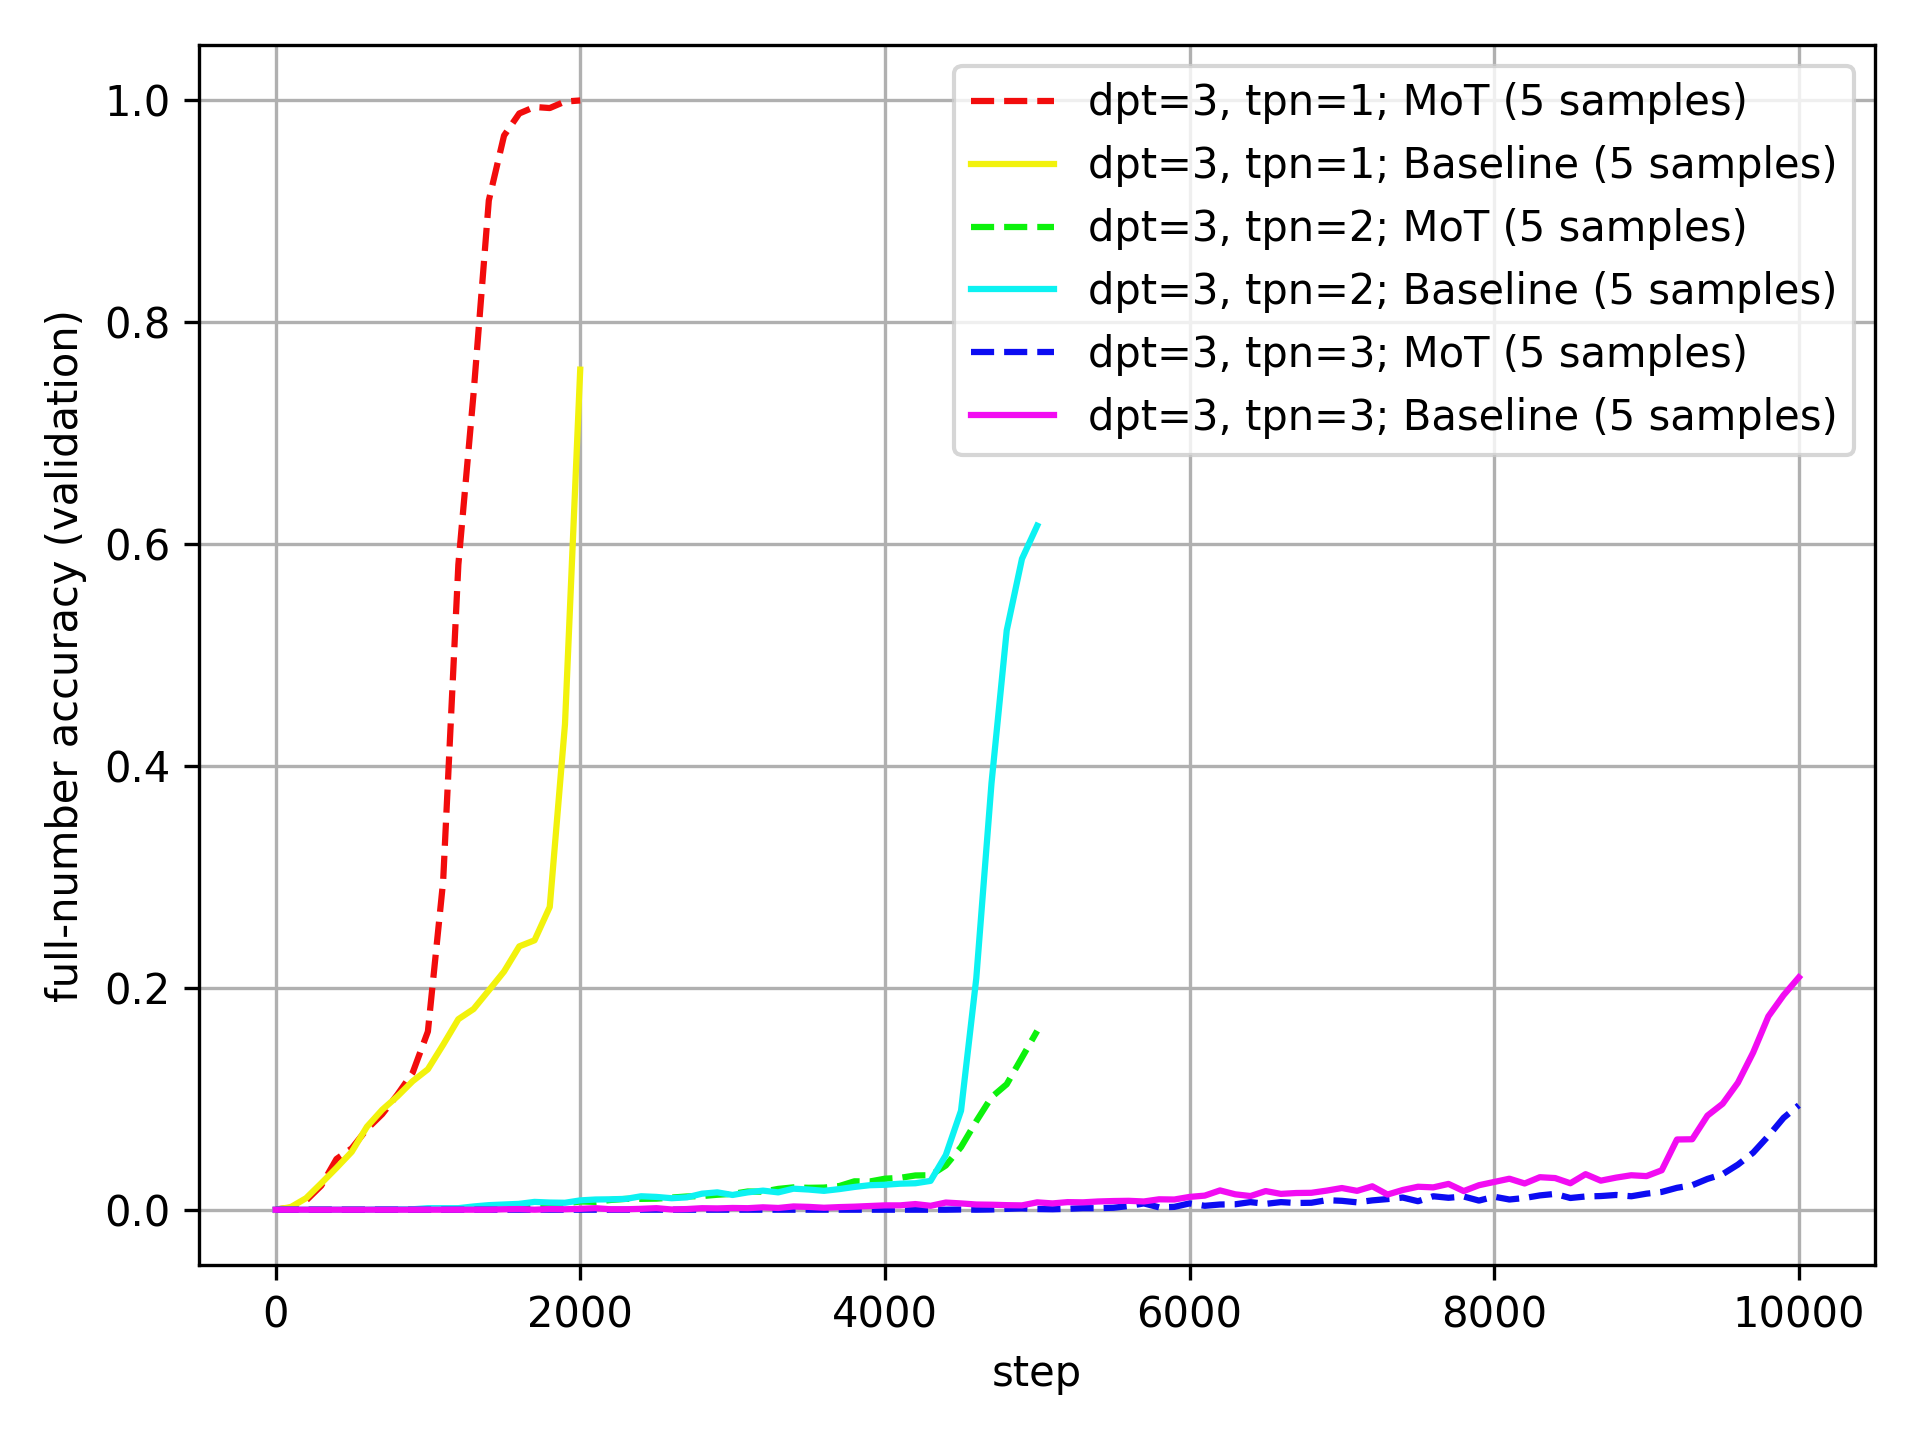 1.0
0.8
0.6
0.4
0.2
0.0
full-number accuracy (validation)
dpt=3, tpn=1; MoT (5 samples)
dpt=3, tpn=1; Baseline (5 samples)
dpt=3, tpn=2; MoT (5 samples)
dpt=3, tpn=2; Baseline (5 samples)
dpt=3, tpn=3; MoT (5 samples)
dpt=3, tpn=3; Baseline (5 samples)
0 2000 4000 6000 8000 10000
step